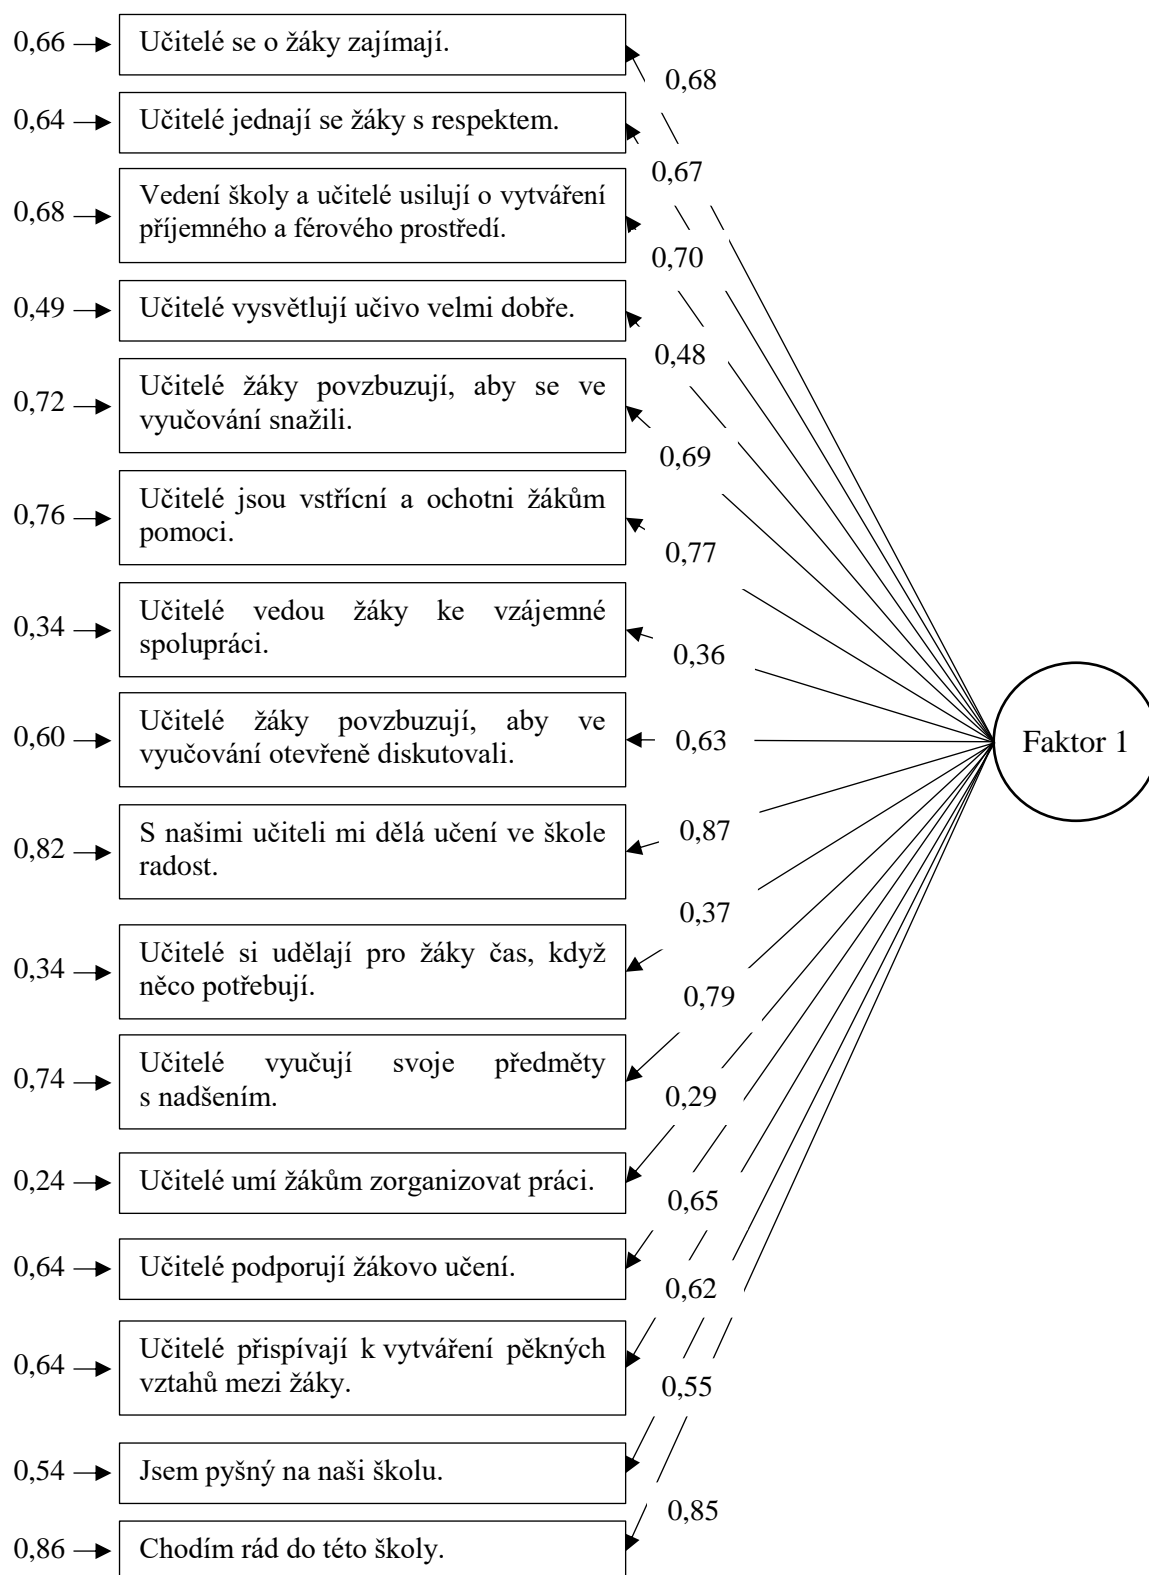 0,66
Učitelé se o žáky zajímají.
0,68
0,64
Učitelé jednají se žáky s respektem.
0,67
0,68
Vedení školy a učitelé usilují o vytváření
příjemného a férového prostředí.
0,70
0,49
Učitelé vysvětlují učivo velmi dobře.
0,48
0,72
Učitelé žáky povzbuzují, aby se ve
vyučování snažili.
0,69
0,76
Učitelé jsou vstřícní a ochotni žákům
pomoci.
0,77
0,34
Učitelé vedou žáky ke vzájemné
spolupráci.
0,36
0,60
Učitelé žáky povzbuzují, aby ve
vyučování otevřeně diskutovali.
0,63
Faktor 1
0,82
S našimi učiteli mi dělá učení ve škole
radost.
0,87
0,34
Učitelé si udělají pro žáky čas, když
něco potřebují.
0,37
0,74
Učitelé vyučují svoje předměty
s nadšením.
0,79
0,24
Učitelé umí žákům zorganizovat práci.
0,29
0,64
Učitelé podporují žákovo učení.
0,65
0,64
Učitelé přispívají k vytváření pěkných
vztahů mezi žáky.
0,62
0,54
Jsem pyšný na naši školu.
0,55
0,86
Chodím rád do této školy.
0,85